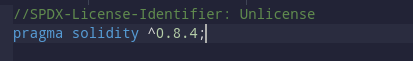 //SPDX-License-Identifier: Unlicense
pragma solidity ^0.8.4;